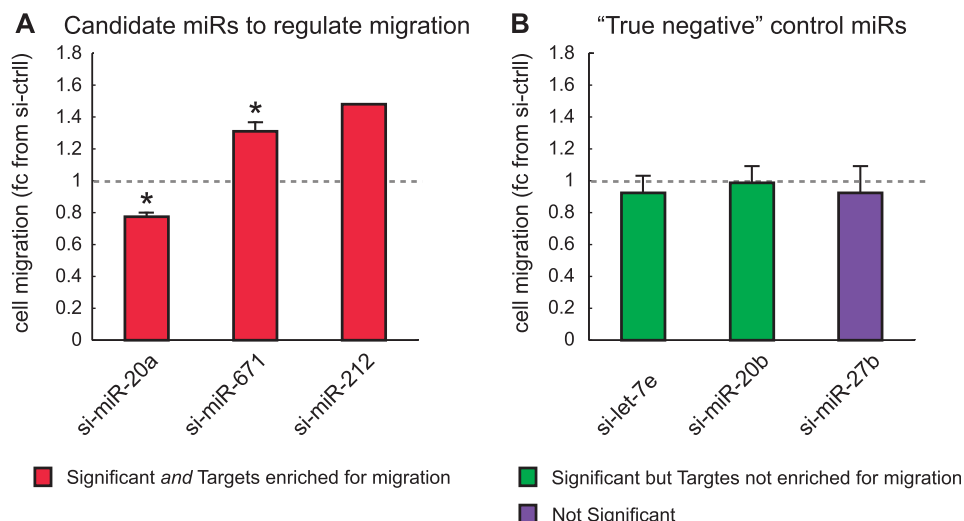 A Candidate miRs to regulate migration
cell migration (fc from si-ctrll)
1.8
1.6
1.4
1.2
1
0.8
0.6
0.4
0.2
0
*
*
si-miR-20a
si-miR-671
si-miR-212
Significant and Targets enriched for migration
B “True negative” control miRs
cell migration (fc from si-ctrll)
1.8
1.6
1.4
1.2
1
0.8
0.6
0.4
0.2
0
si-let-7e
si-miR-20b
si-miR-27b
Significant but Targtes not enriched for migration
Not Significant